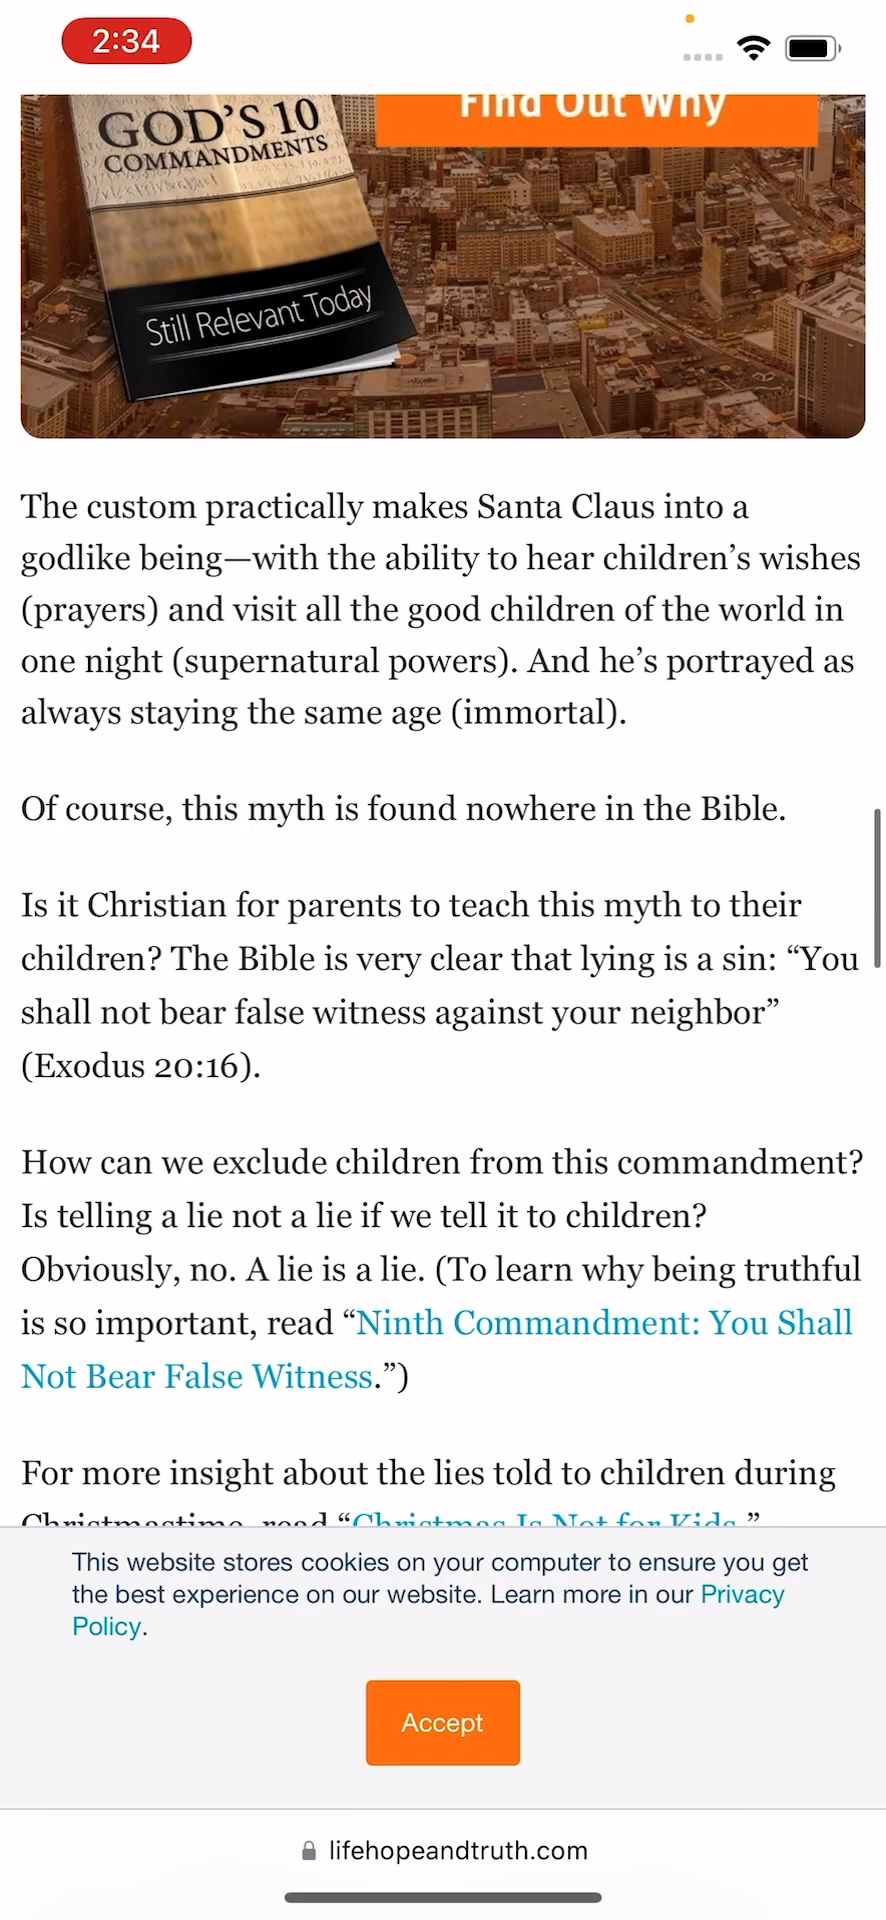 2:34
Find Out Why
GOD'S 10
COMMANDMENTS
Still Relevant Today
The custom practically makes Santa Claus into a
godlike being—with the ability to hear children’s wishes
(prayers) and visit all the good children of the world in
one night (supernatural powers). And he’s portrayed as
always staying the same age (immortal).
Of course, this myth is found nowhere in the Bible.
Is it Christian for parents to teach this myth to their
children? The Bible is very clear that lying is a sin: “You
shall not bear false witness against your neighbor”
(Exodus 20:16).
How can we exclude children from this commandment?
Is telling a lie not a lie if we tell it to children?
Obviously, no. A lie is a lie. (To learn why being truthful
is so important, read “Ninth Commandment: You Shall
Not Bear False Witness.”)
For more insight about the lies told to children during
Christmastime, read “Christmas Is Not for Kids.”
This website stores cookies on your computer to ensure you get
the best experience on our website. Learn more in our Privacy
Policy.
Accept
lifehopeandtruth.com